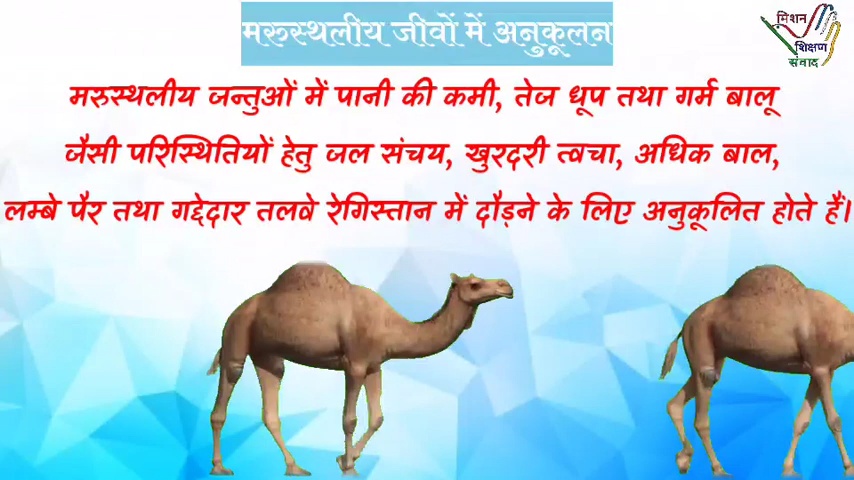 मरुस्थलीय जीवों में अनुकूलन
मिशन
शिक्षण
संवाद
मरुस्थलीय जन्तुओं में पानी की कमी, तेज धूप तथा गर्म बालू
जैसी परिस्थितियों हेतु जल संचय, खुरदरी त्वचा, अधिक बाल,
लम्बे पैर तथा गद्देदार तलवे रेगिस्तान में दौड़ने के लिए अनुकूलित होते हैं।